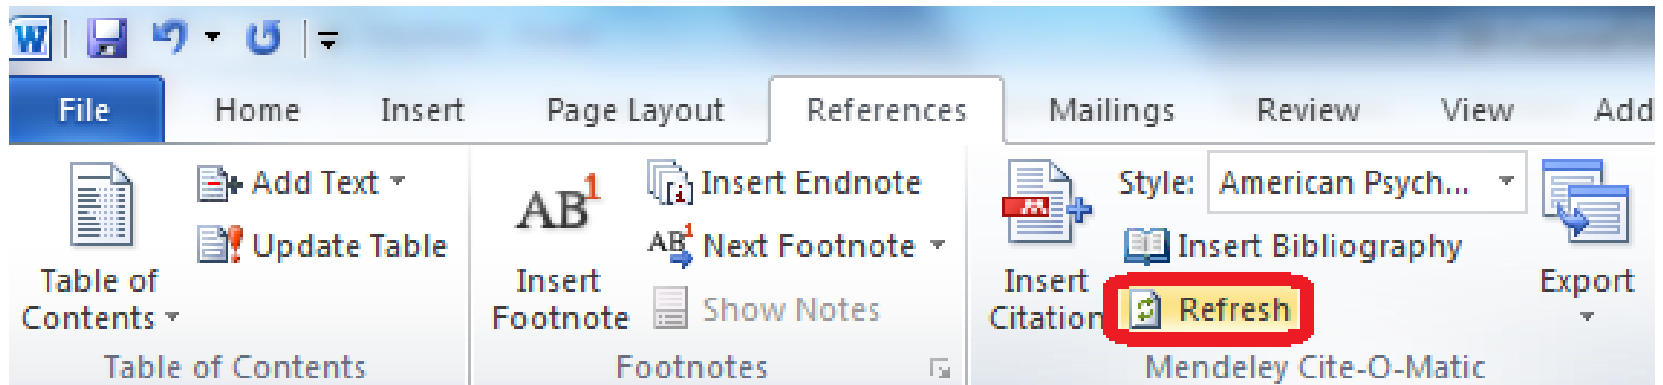 File Home Insert Page Layout References Mailings Review View Add
Add Text
Update Table
Table of
Contents
Table of Contents
AB1
Insert
Footnote
Insert Endnote
AB1 Next Footnote
Show Notes
Footnotes
Insert
Citation
Style: American Psych...
Insert Bibliography
Refresh
Export
Mendeley Cite-O-Matic